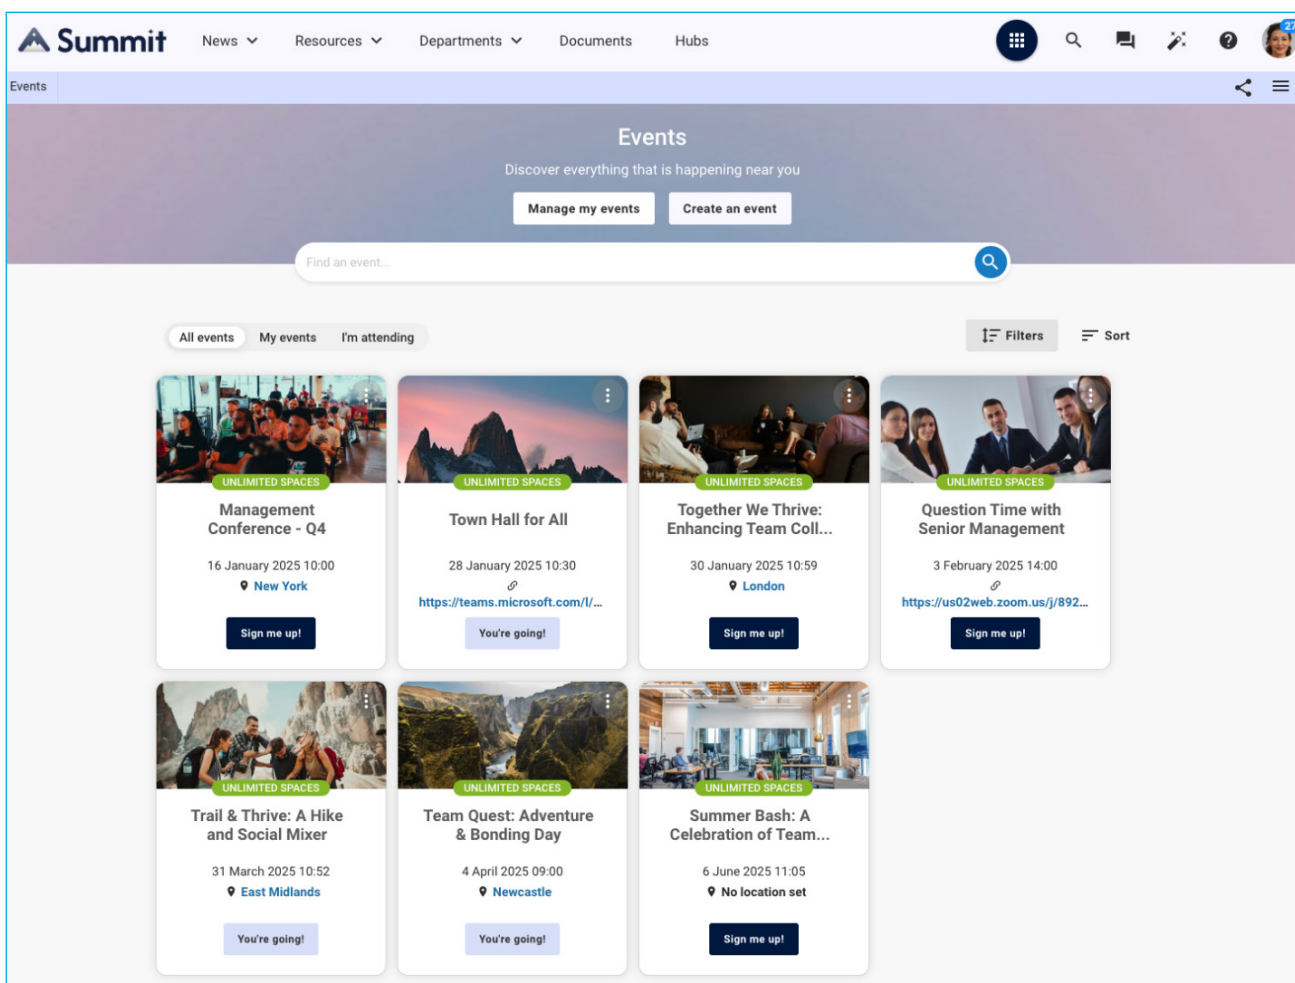 Summit
News
Resources
Departments
Documents
Hubs
27
Events
Events
Discover everything that is happening near you
Manage my events
Create an event
Find an event...
All events
My events
I'm attending
Filters
Sort
UNLIMITED SPACES
Management
Conference - Q4
16 January 2025 10:00
New York
Sign me up!
UNLIMITED SPACES
Town Hall for All
28 January 2025 10:30
https://teams.microsoft.com/l/...
You're going!
UNLIMITED SPACES
Together We Thrive:
Enhancing Team Coll...
30 January 2025 10:59
London
Sign me up!
UNLIMITED SPACES
Question Time with
Senior Management
3 February 2025 14:00
https://us02web.zoom.us/j/892...
Sign me up!
UNLIMITED SPACES
Trail & Thrive: A Hike
and Social Mixer
31 March 2025 10:52
East Midlands
You're going!
UNLIMITED SPACES
Team Quest: Adventure
& Bonding Day
4 April 2025 09:00
Newcastle
You're going!
UNLIMITED SPACES
Summer Bash: A
Celebration of Team...
6 June 2025 11:05
No location set
Sign me up!